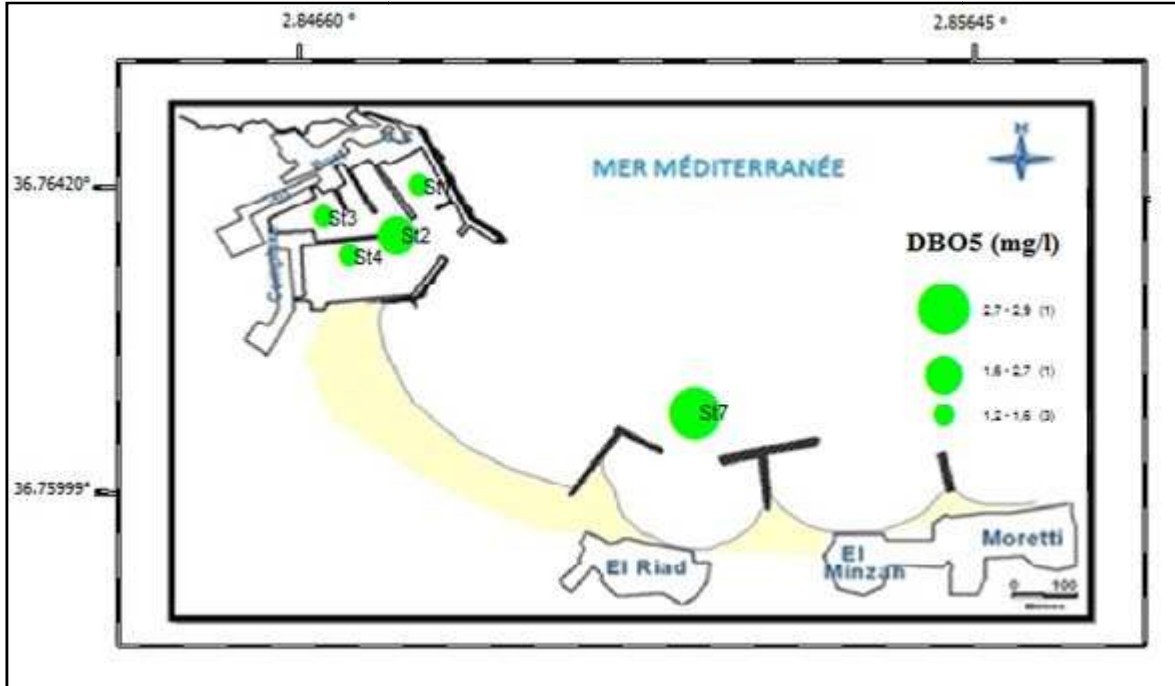 2.84660 °
2.85645 °
36.76420°
36.75999°
MER MÉDITERRANÉE
N
DBO5 (mg/l)
2.7 - 2.9 (1)
1.6 - 2.7 (1)
1.2 - 1.6 (3)
St3
St2
St4
St7
El Riad
El
Minzah
Moretti
0 100